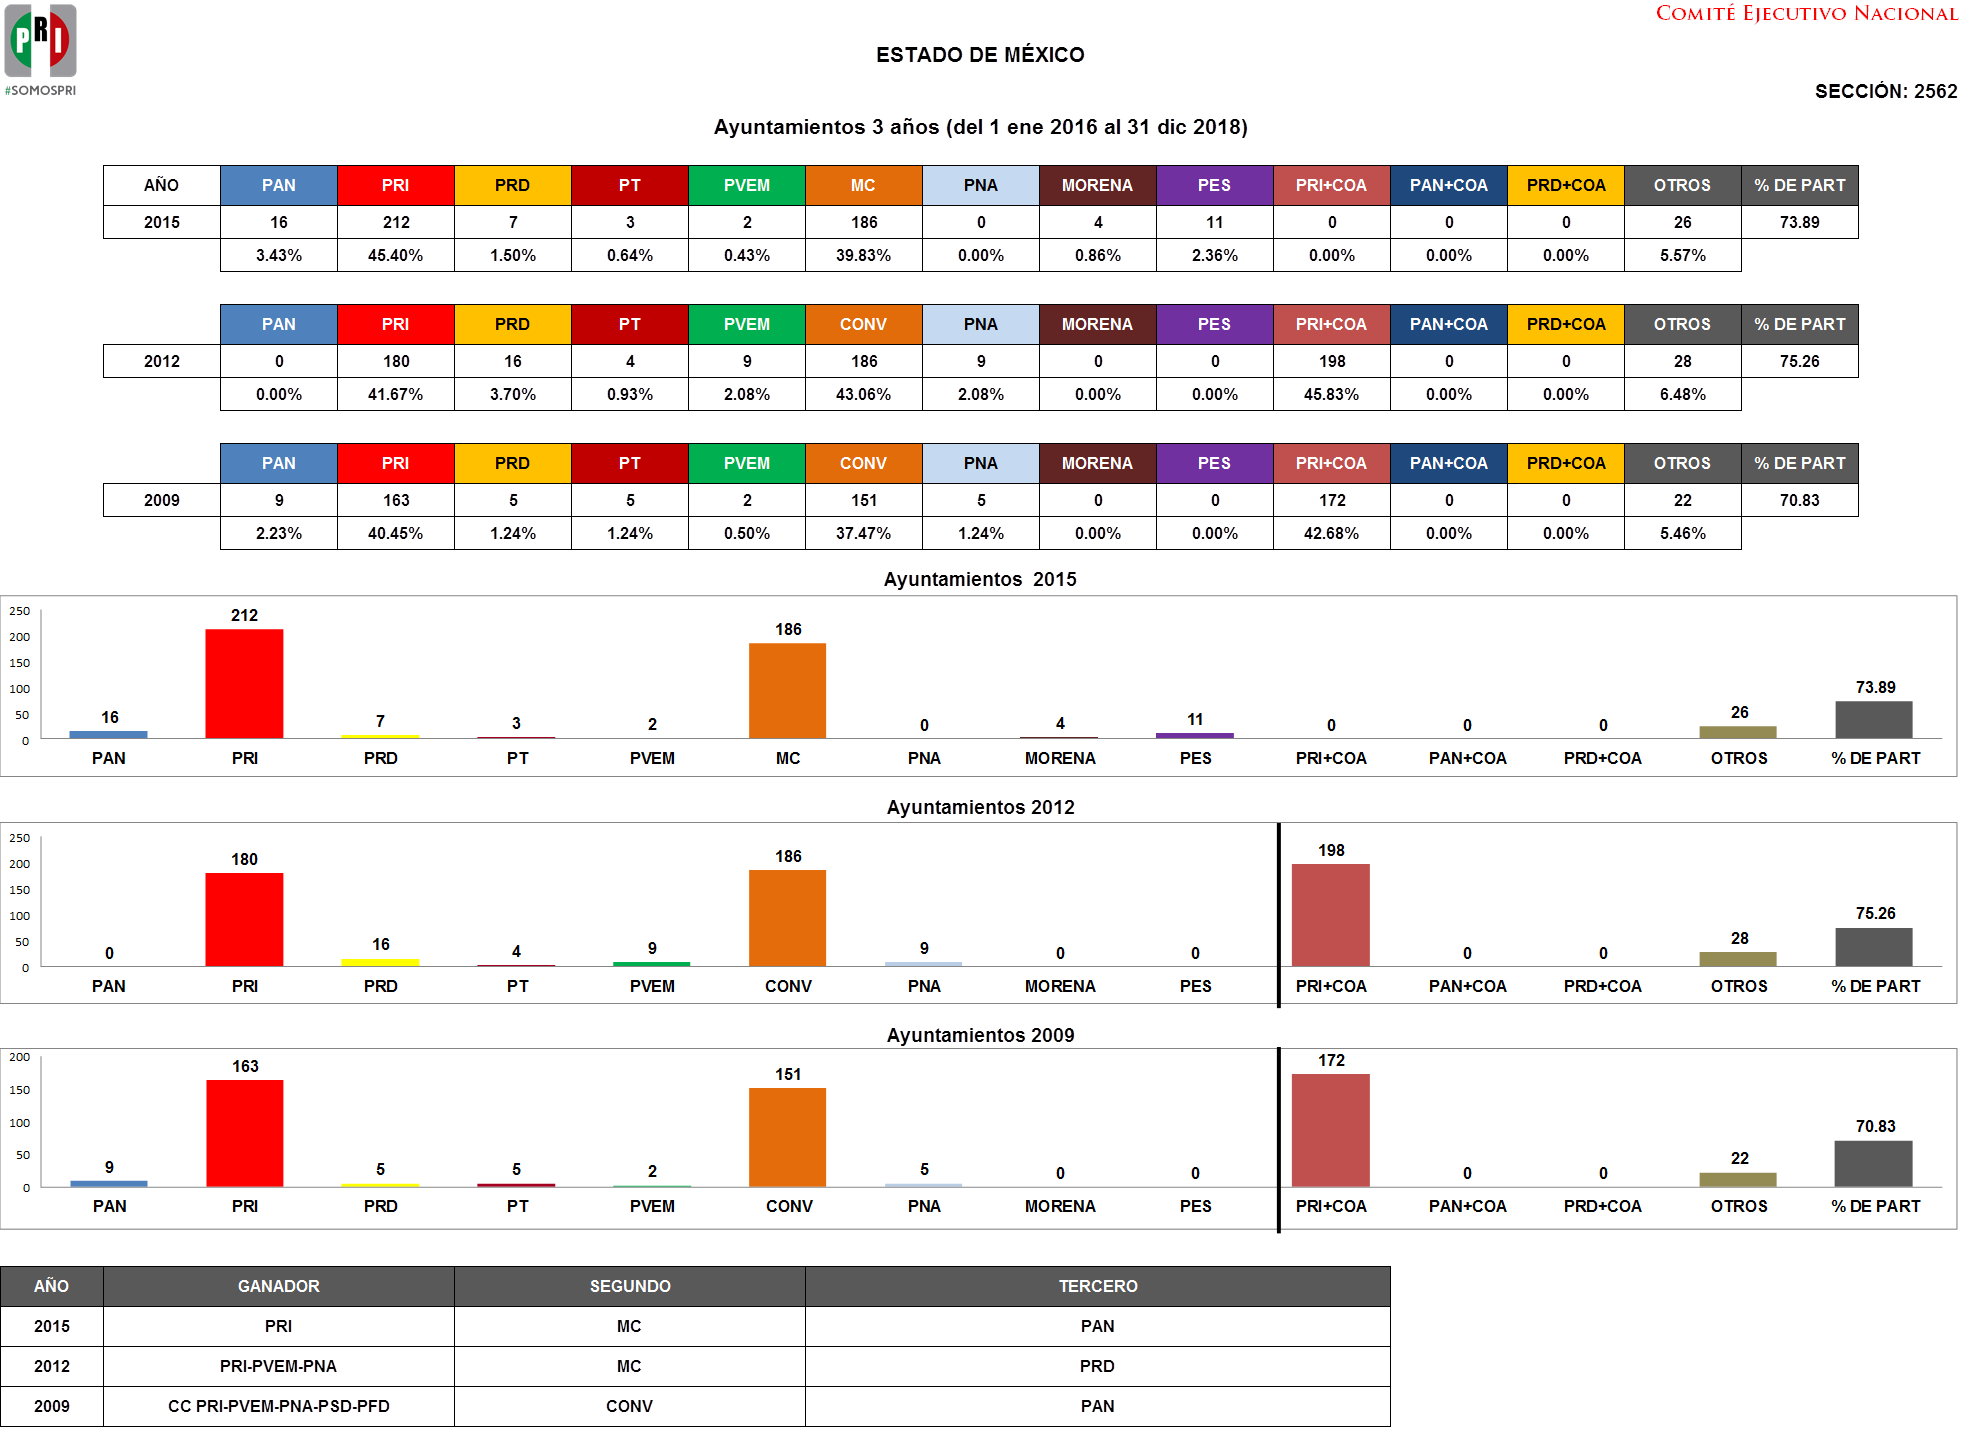 PRI
#SOMOSPRI
COMITÉ EJECUTIVO NACIONAL
ESTADO DE MÉXICO
SECCIÓN: 2562
Ayuntamientos 3 años (del 1 ene 2016 al 31 dic 2018)
AÑO PAN PRI PRD PT PVEM MC PNA MORENA PES PRI+COA PAN+COA PRD+COA OTROS % DE PART
2015 16 212 7 3 2 186 0 4 11 0 0 0 26 73.89
3.43% 45.40% 1.50% 0.64% 0.43% 39.83% 0.00% 0.86% 2.36% 0.00% 0.00% 0.00% 5.57%
PAN PRI PRD PT PVEM CONV PNA MORENA PES PRI+COA PAN+COA PRD+COA OTROS % DE PART
2012 0 180 16 4 9 186 9 0 0 198 0 0 28 75.26
0.00% 41.67% 3.70% 0.93% 2.08% 43.06% 2.08% 0.00% 0.00% 45.83% 0.00% 0.00% 6.48%
PAN PRI PRD PT PVEM CONV PNA MORENA PES PRI+COA PAN+COA PRD+COA OTROS % DE PART
2009 9 163 5 5 2 151 5 0 0 172 0 0 22 70.83
2.23% 40.45% 1.24% 1.24% 0.50% 37.47% 1.24% 0.00% 0.00% 42.68% 0.00% 0.00% 5.46%
Ayuntamientos 2015
250
200
150
100
50
0
16 212 7 3 2 186 0 4 11 0 0 0 26 73.89
PAN PRI PRD PT PVEM MC PNA MORENA PES PRI+COA PAN+COA PRD+COA OTROS % DE PART
Ayuntamientos 2012
250
200
150
100
50
0
0 180 16 4 9 186 9 0 0 198 0 0 28 75.26
PAN PRI PRD PT PVEM CONV PNA MORENA PES PRI+COA PAN+COA PRD+COA OTROS % DE PART
Ayuntamientos 2009
200
150
100
50
0
9 163 5 5 2 151 5 0 0 172 0 0 22 70.83
PAN PRI PRD PT PVEM CONV PNA MORENA PES PRI+COA PAN+COA PRD+COA OTROS % DE PART
AÑO GANADOR SEGUNDO TERCERO
2015 PRI MC PAN
2012 PRI-PVEM-PNA MC PRD
2009 CC PRI-PVEM-PNA-PSD-PFD CONV PAN